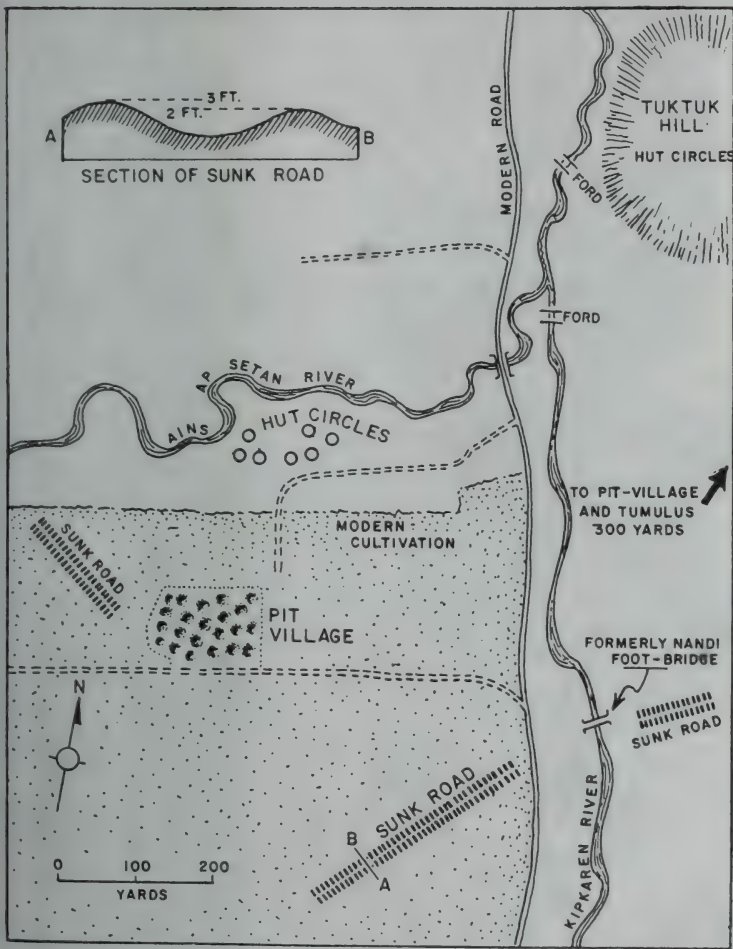 3 FT.
2 FT.
A
B
SECTION OF SUNK ROAD
MODERN ROAD
TUKTUK
HILL
HUT CIRCLES
FORD
FORD
AINS AP SETAN RIVER
HUT CIRCLES
TO PIT-VILLAGE
AND TUMULUS
300 YARDS
MODERN
CULTIVATION
SUNK ROAD
PIT
VILLAGE
FORMERLY NANDI
FOOT-BRIDGE
SUNK ROAD
N
SUNK ROAD
B
A
0 100 200
YARDS
KIPKAREN RIVER